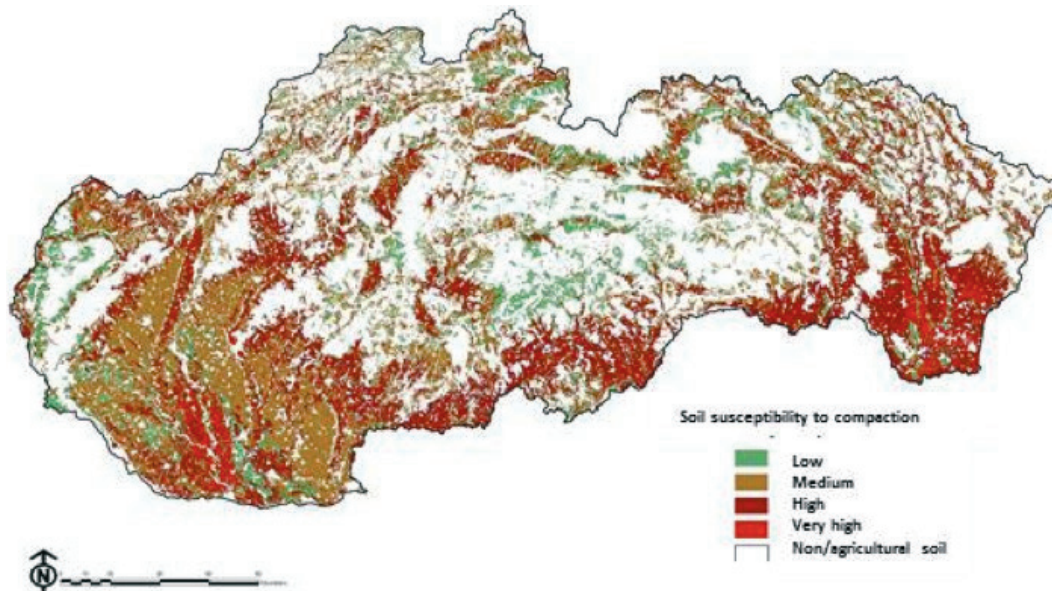 Soil susceptibility to compaction
Low
Medium
High
Very high
Non/agricultural soil
N